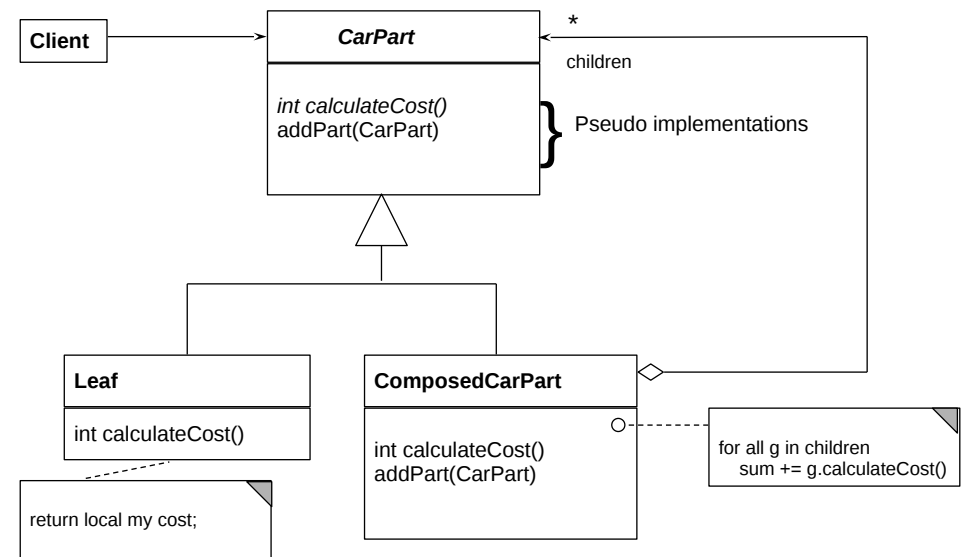 Client
CarPart
*
children
int calculateCost()
addPart(CarPart)
}
Pseudo implementations
Leaf
int calculateCost()
return local my cost;
ComposedCarPart
int calculateCost()
addPart(CarPart)
for all g in children
sum += g.calculateCost()